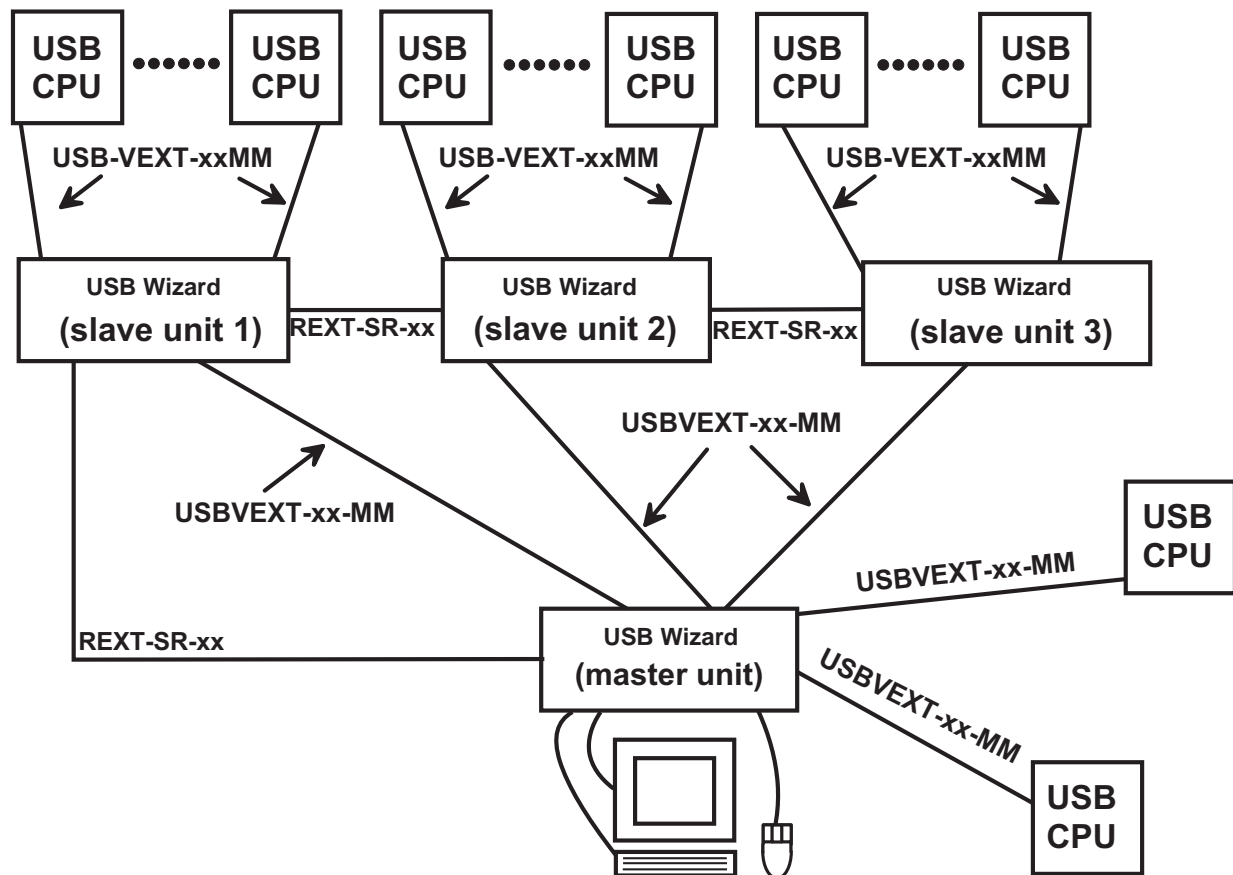 USB
CPU
USB
CPU
USB
CPU
USB
CPU
USB
CPU
USB
CPU
USB-VEXT-xxMM
USB-VEXT-xxMM
USB-VEXT-xxMM
USB Wizard
(slave unit 1)
REXT-SR-xx
USB Wizard
(slave unit 2)
REXT-SR-xx
USB Wizard
(slave unit 3)
USBVEXT-xx-MM
USBVEXT-xx-MM
USB
CPU
USBVEXT-xx-MM
REXT-SR-xx
USB Wizard
(master unit)
USBVEXT-xx-MM
USB
CPU